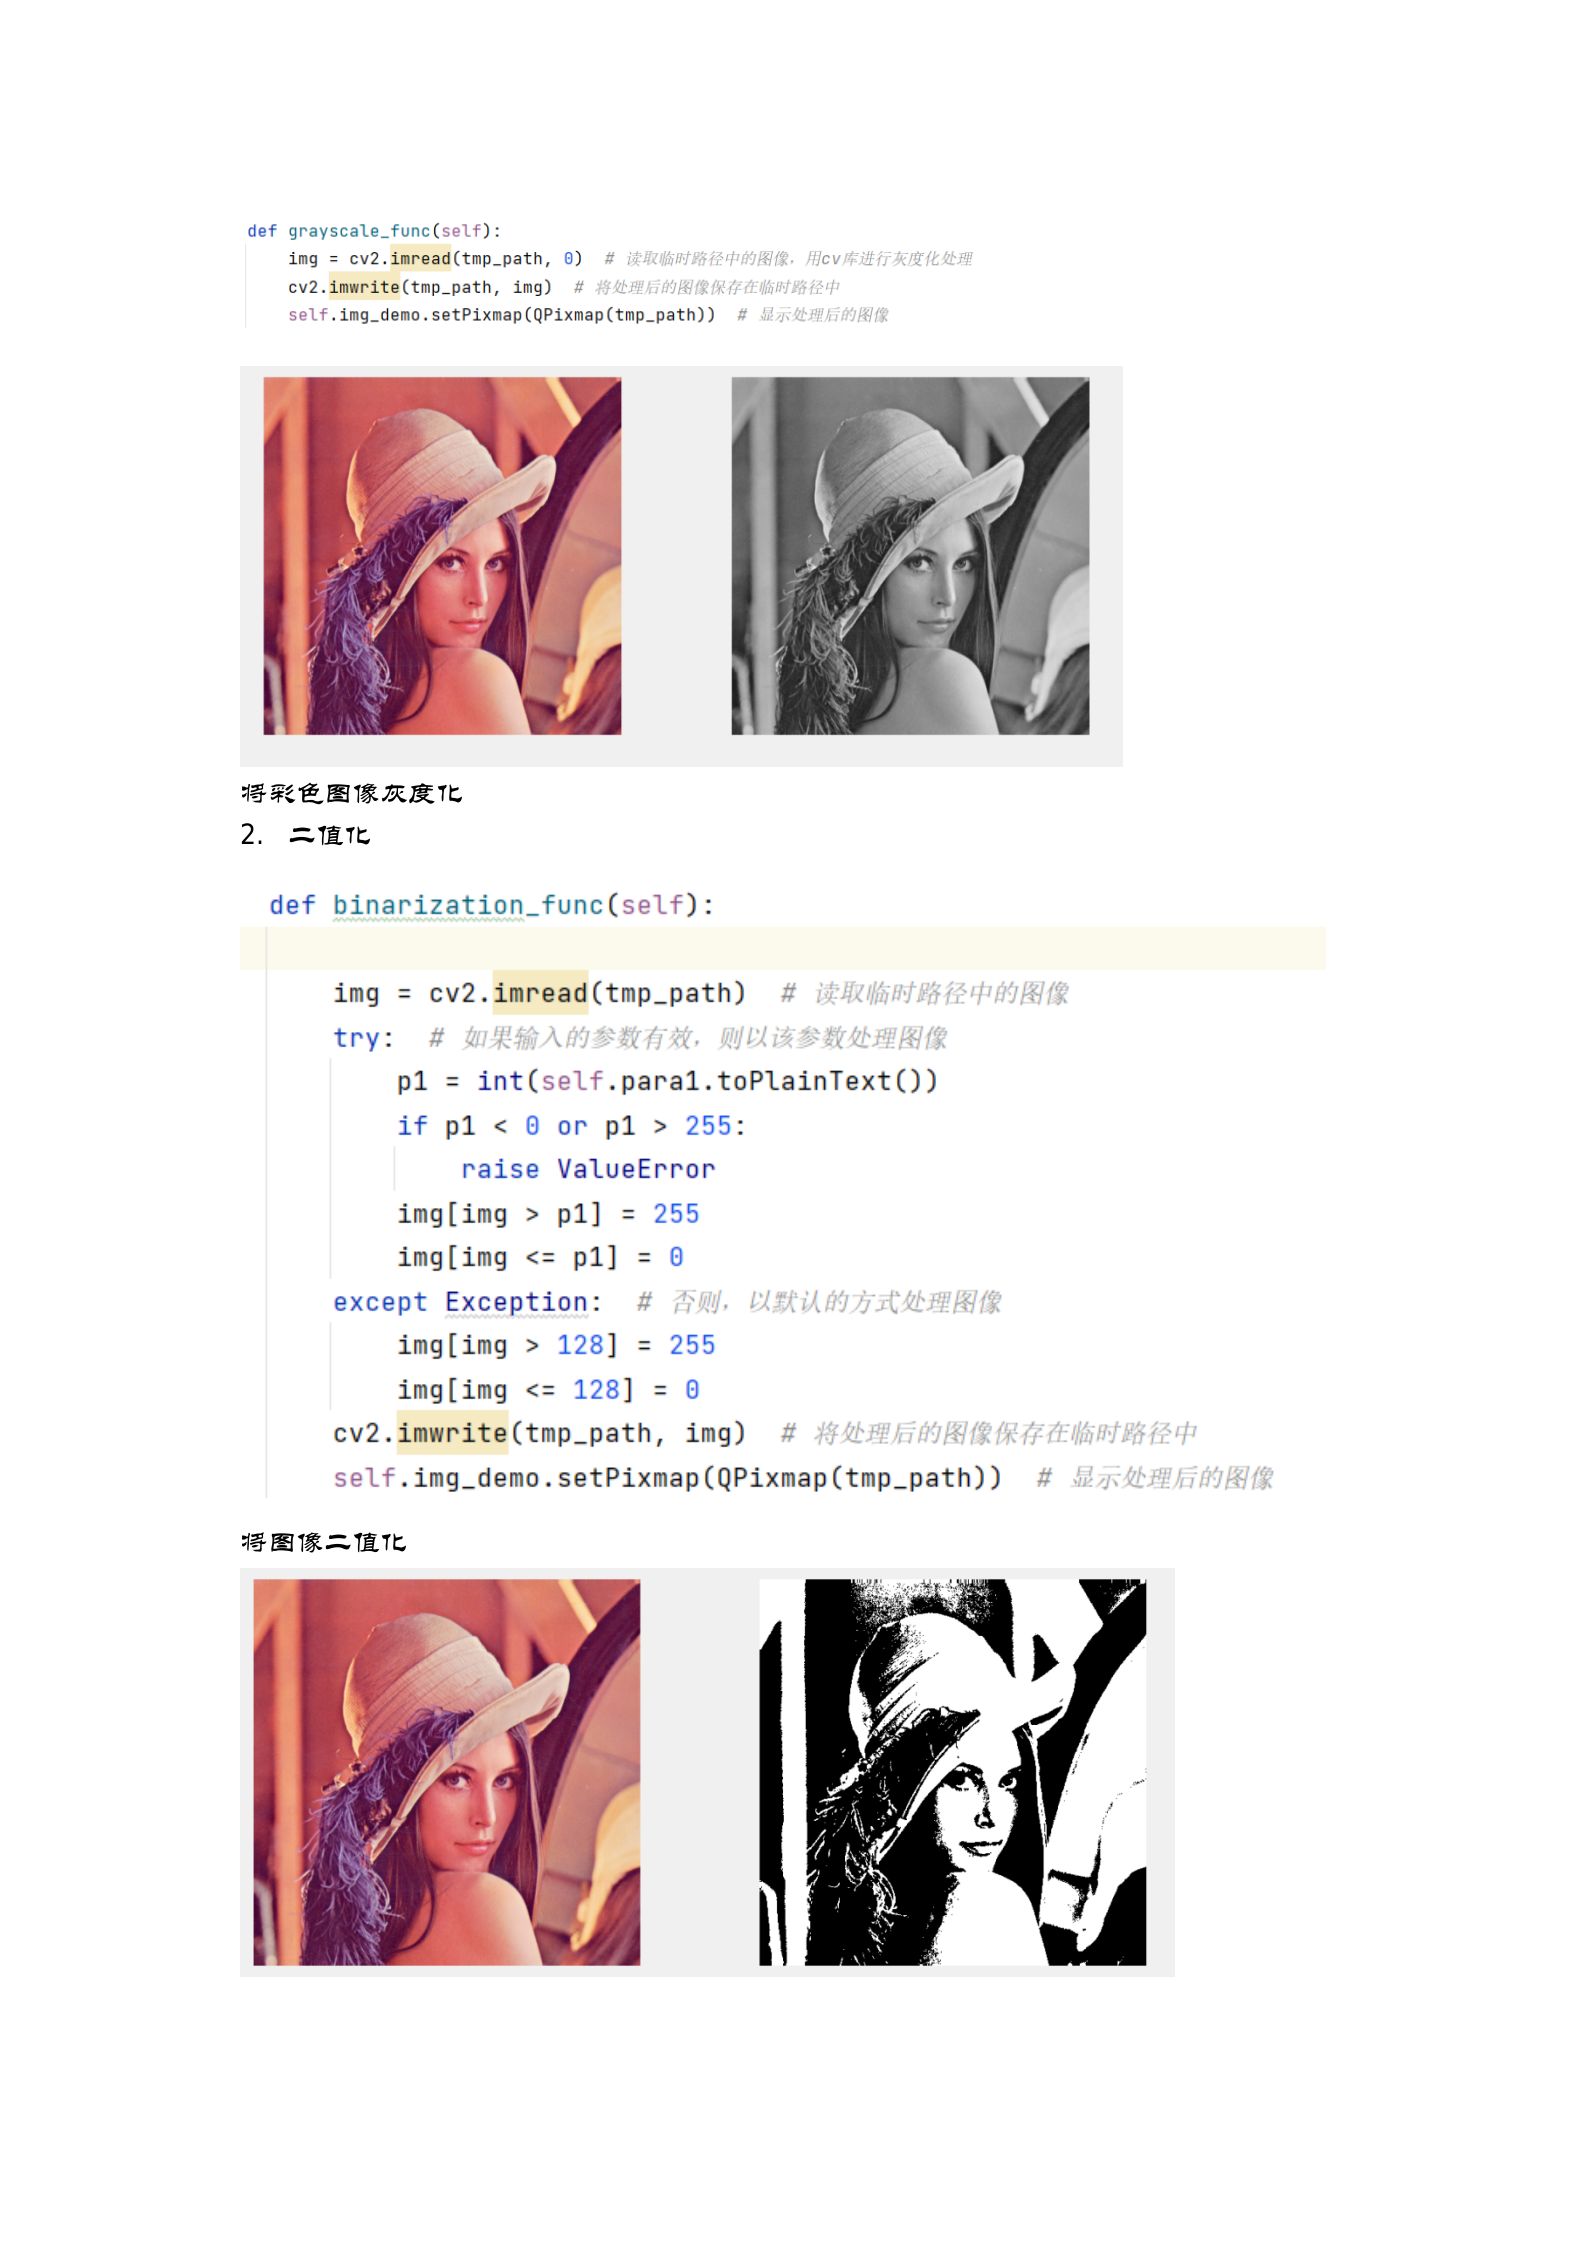 def grayscale_func(self):
    img = cv2.imread(tmp_path, 0)  # 读取临时路径中的图像，用cv库进行灰度化处理
    cv2.imwrite(tmp_path, img)  # 将处理后的图像保存在临时路径中
    self.img_demo.setPixmap(QPixmap(tmp_path))  # 显示处理后的图像
将彩色图像灰度化
2. 二值化
def binarization_func(self):
    img = cv2.imread(tmp_path)  # 读取临时路径中的图像
    try:  # 如果输入的参数有效，则以该参数处理图像
        p1 = int(self.para1.toPlainText())
        if p1 < 0 or p1 > 255:
            raise ValueError
        img[img > p1] = 255
        img[img <= p1] = 0
    except Exception:  # 否则，以默认的方式处理图像
        img[img > 128] = 255
        img[img <= 128] = 0
    cv2.imwrite(tmp_path, img)  # 将处理后的图像保存在临时路径中
    self.img_demo.setPixmap(QPixmap(tmp_path))  # 显示处理后的图像
将图像二值化